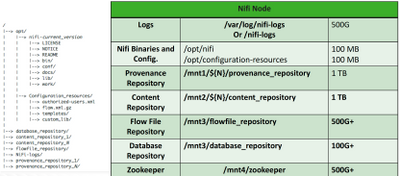 /
|--> opt/
|--> nifi-current_version
|--> LICENSE
|--> NOTICE
|--> README
|--> bin/
|--> conf/
|--> docs/
|--> lib/
|--> work/
|--> Configuration_resources/
|--> authorized-users.xml
|--> flow.xml.gz
|--> templates/
|--> custom_lib/
|--> database_repository/
|--> content_repository_1/
|--> content_repository_N
|--> flowfile_repository/
|--> Nifi-logs/
|--> provenance_repository_1/
|--> provenance_repository_N/
Nifi Node
Logs /var/log/nifi-logs Or /nifi-logs 500G
Nifi Binaries and Config. /opt/nifi /opt/configuration-resources 100 MB 100 MB
Provenance Repository /mnt1/${N}/provenance_repository 1 TB
Content Repository /mnt2/${N}/content_repository 1 TB
Flow File Repository /mnt3/flowfile_repository 500G+
Database Repository /mnt3/database_repository 100G+
Zookeeper /mnt4/zookeeper 500G+